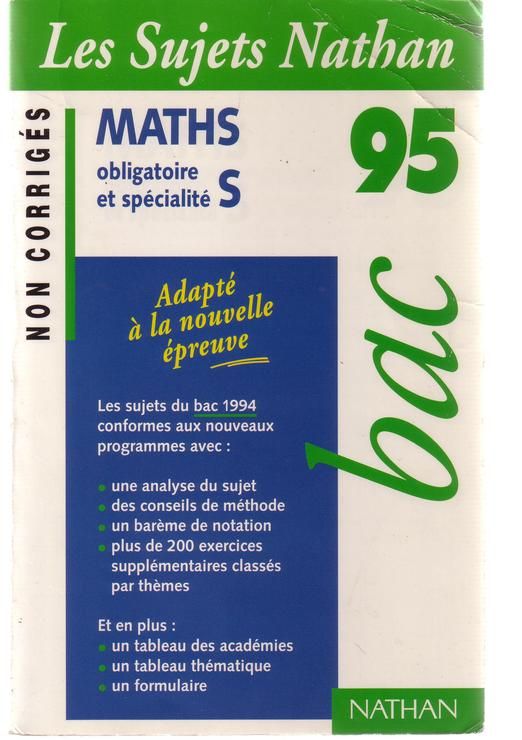 Les Sujets Nathan
NON CORRIGÉS
MATHS
obligatoire
et spécialité S
95
bac
Adapté
à la nouvelle
épreuve
Les sujets du bac 1994
conformes aux nouveaux
programmes avec :
• une analyse du sujet
• des conseils de méthode
• un barème de notation
• plus de 200 exercices
supplémentaires classés
par thèmes
Et en plus :
• un tableau des académies
• un tableau thématique
• un formulaire
NATHAN